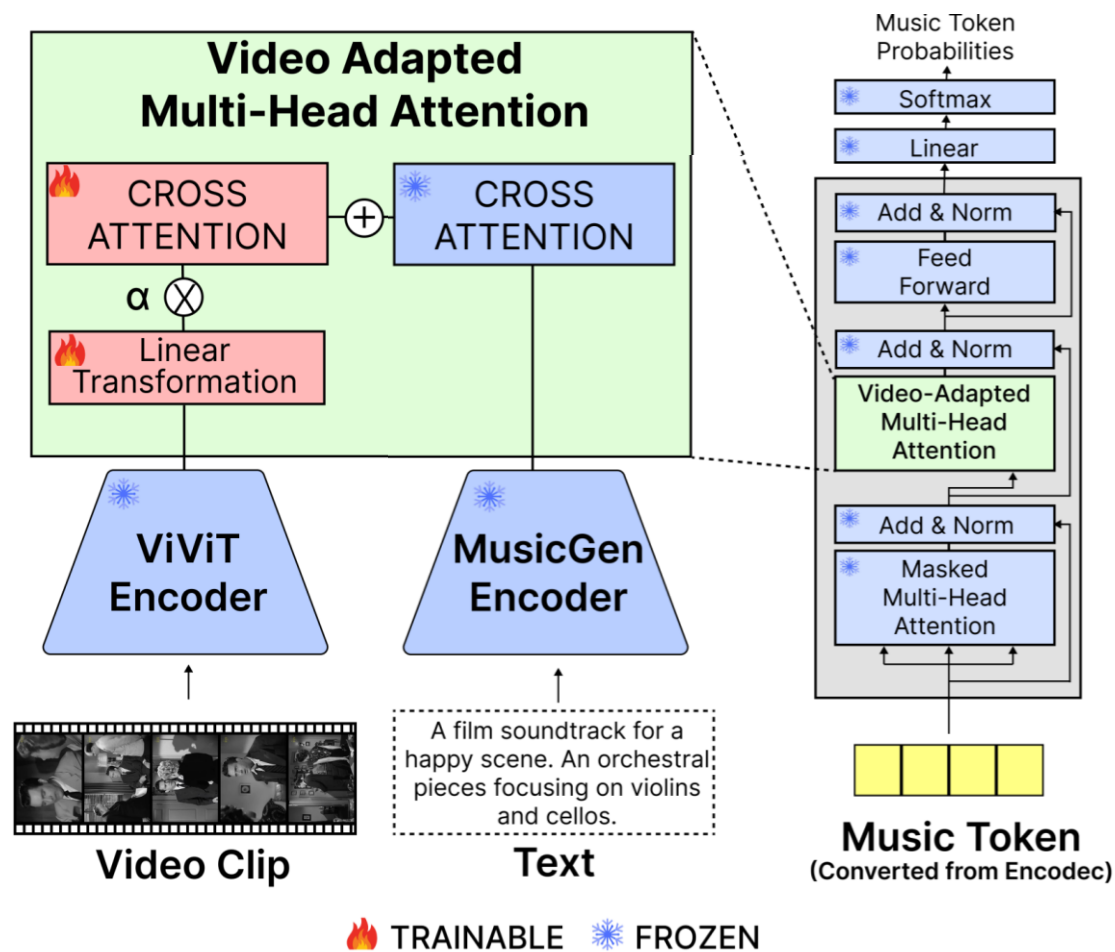 Video Adapted
Multi-Head Attention
CROSS
ATTENTION
+
CROSS
ATTENTION
α
Linear
Transformation
ViViT
Encoder
MusicGen
Encoder
Video Clip
A film soundtrack for a
happy scene. An orchestral
pieces focusing on violins
and cellos.
Text
Music Token
Probabilities
Softmax
Linear
Add & Norm
Feed
Forward
Add & Norm
Video-Adapted
Multi-Head
Attention
Add & Norm
Masked
Multi-Head
Attention
Music Token
(Converted from Encodec)
TRAINABLE FROZEN